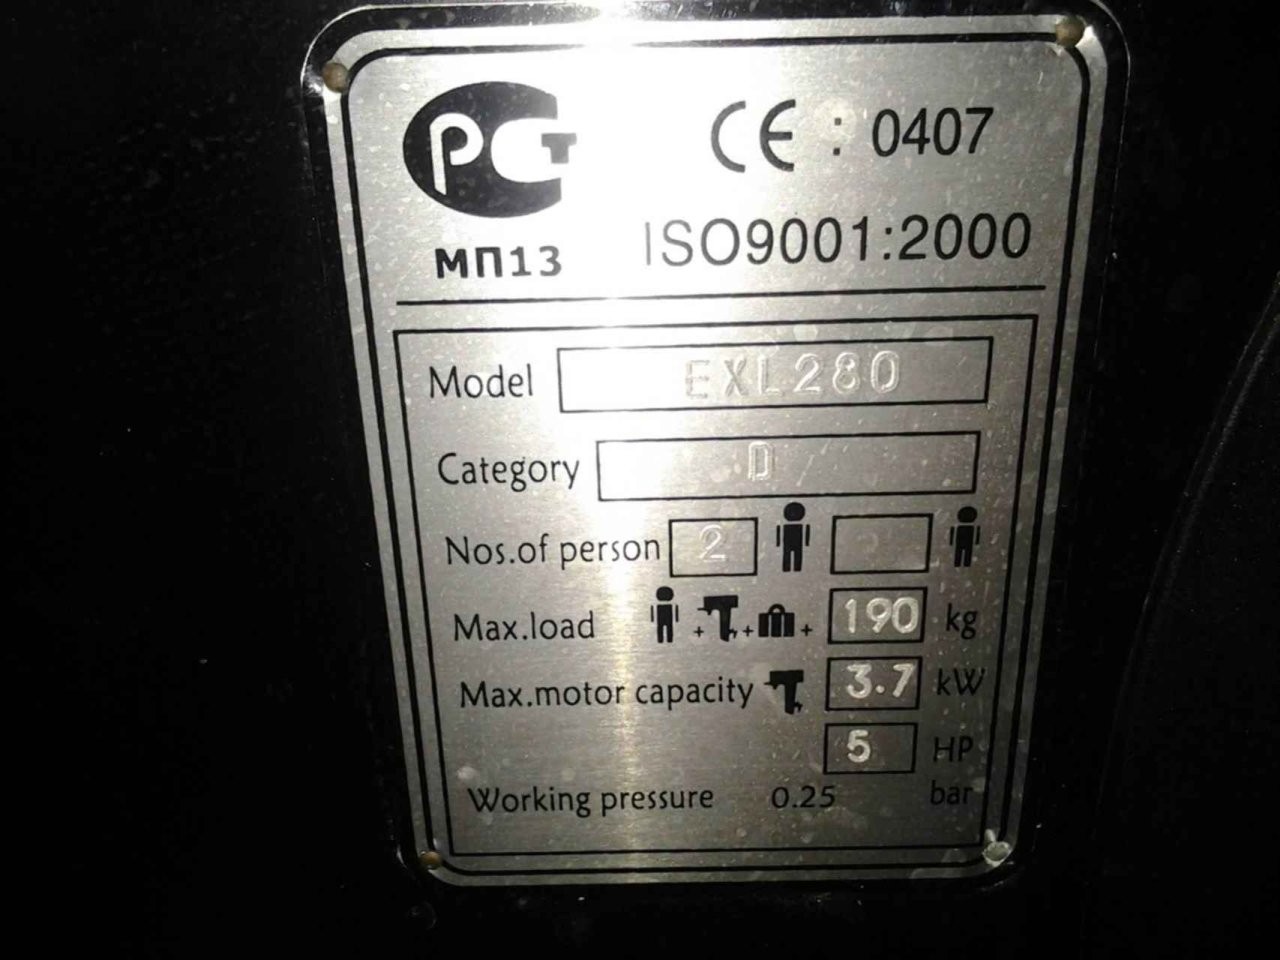 РСТ CE : 0407
МП13 ISO9001:2000
Model EXL280
Category D
Nos.of person 2
Max.load + + + 190 kg
Max.motor capacity 3.7 kW
5 HP
Working pressure 0.25 bar